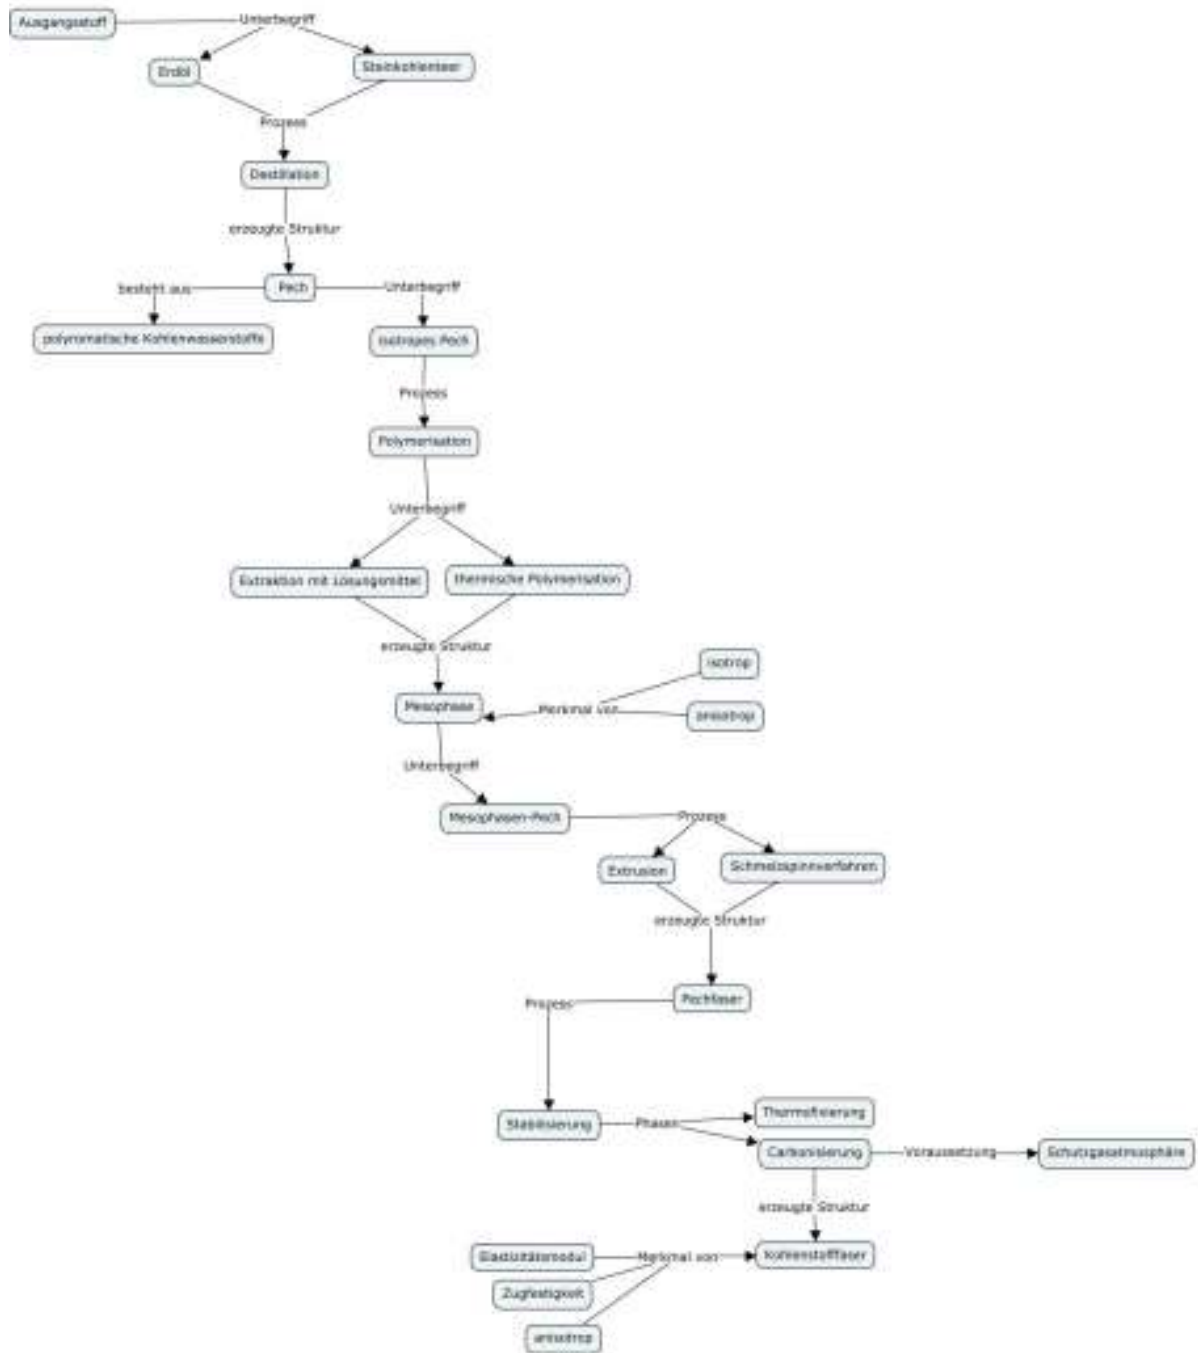 Ausgangsstoff
Unterbegriff
Erdöl
Steinkohlenteer
Prozess
Destillation
erzeugte Struktur
Pech
besteht aus
Unterbegriff
polyromatische Kohlenwasserstoffe
isotropes Pech
Prozess
Polymerisation
Unterbegriff
Extraktion mit Lösungsmittel
thermische Polymerisation
erzeugte Struktur
isotrop
Mesophase
Merkmal von
anisotrop
Unterbegriff
Mesophasen-Pech
Prozess
Extrusion
Schmelzspinnverfahren
erzeugte Struktur
Pechfaser
Prozess
Stabilisierung
Phasen
Thermofixierung
Carbonisierung
Voraussetzung
Schutzgasatmosphäre
erzeugte Struktur
Elastizitätsmodul
Merkmal von
Kohlenstofffaser
Zugfestigkeit
anisotrop